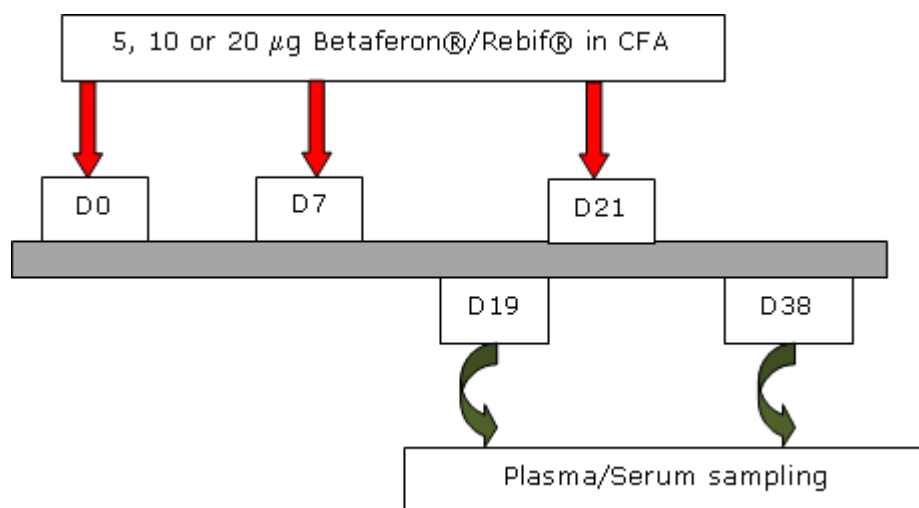 5, 10 or 20 μg Betaferon®/Rebif® in CFA
D0
D7
D21
D19
D38
Plasma/Serum sampling